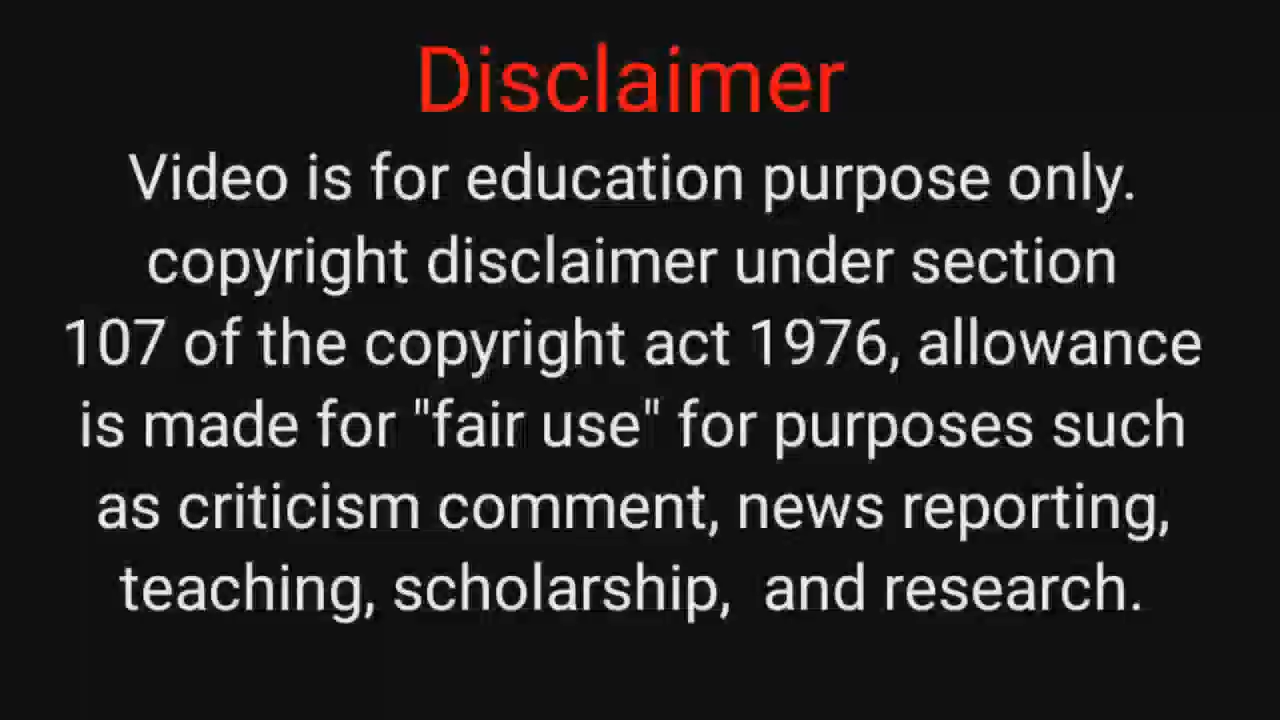 Disclaimer
Video is for education purpose only.
copyright disclaimer under section
107 of the copyright act 1976, allowance
is made for "fair use" for purposes such
as criticism comment, news reporting,
teaching, scholarship,  and research.